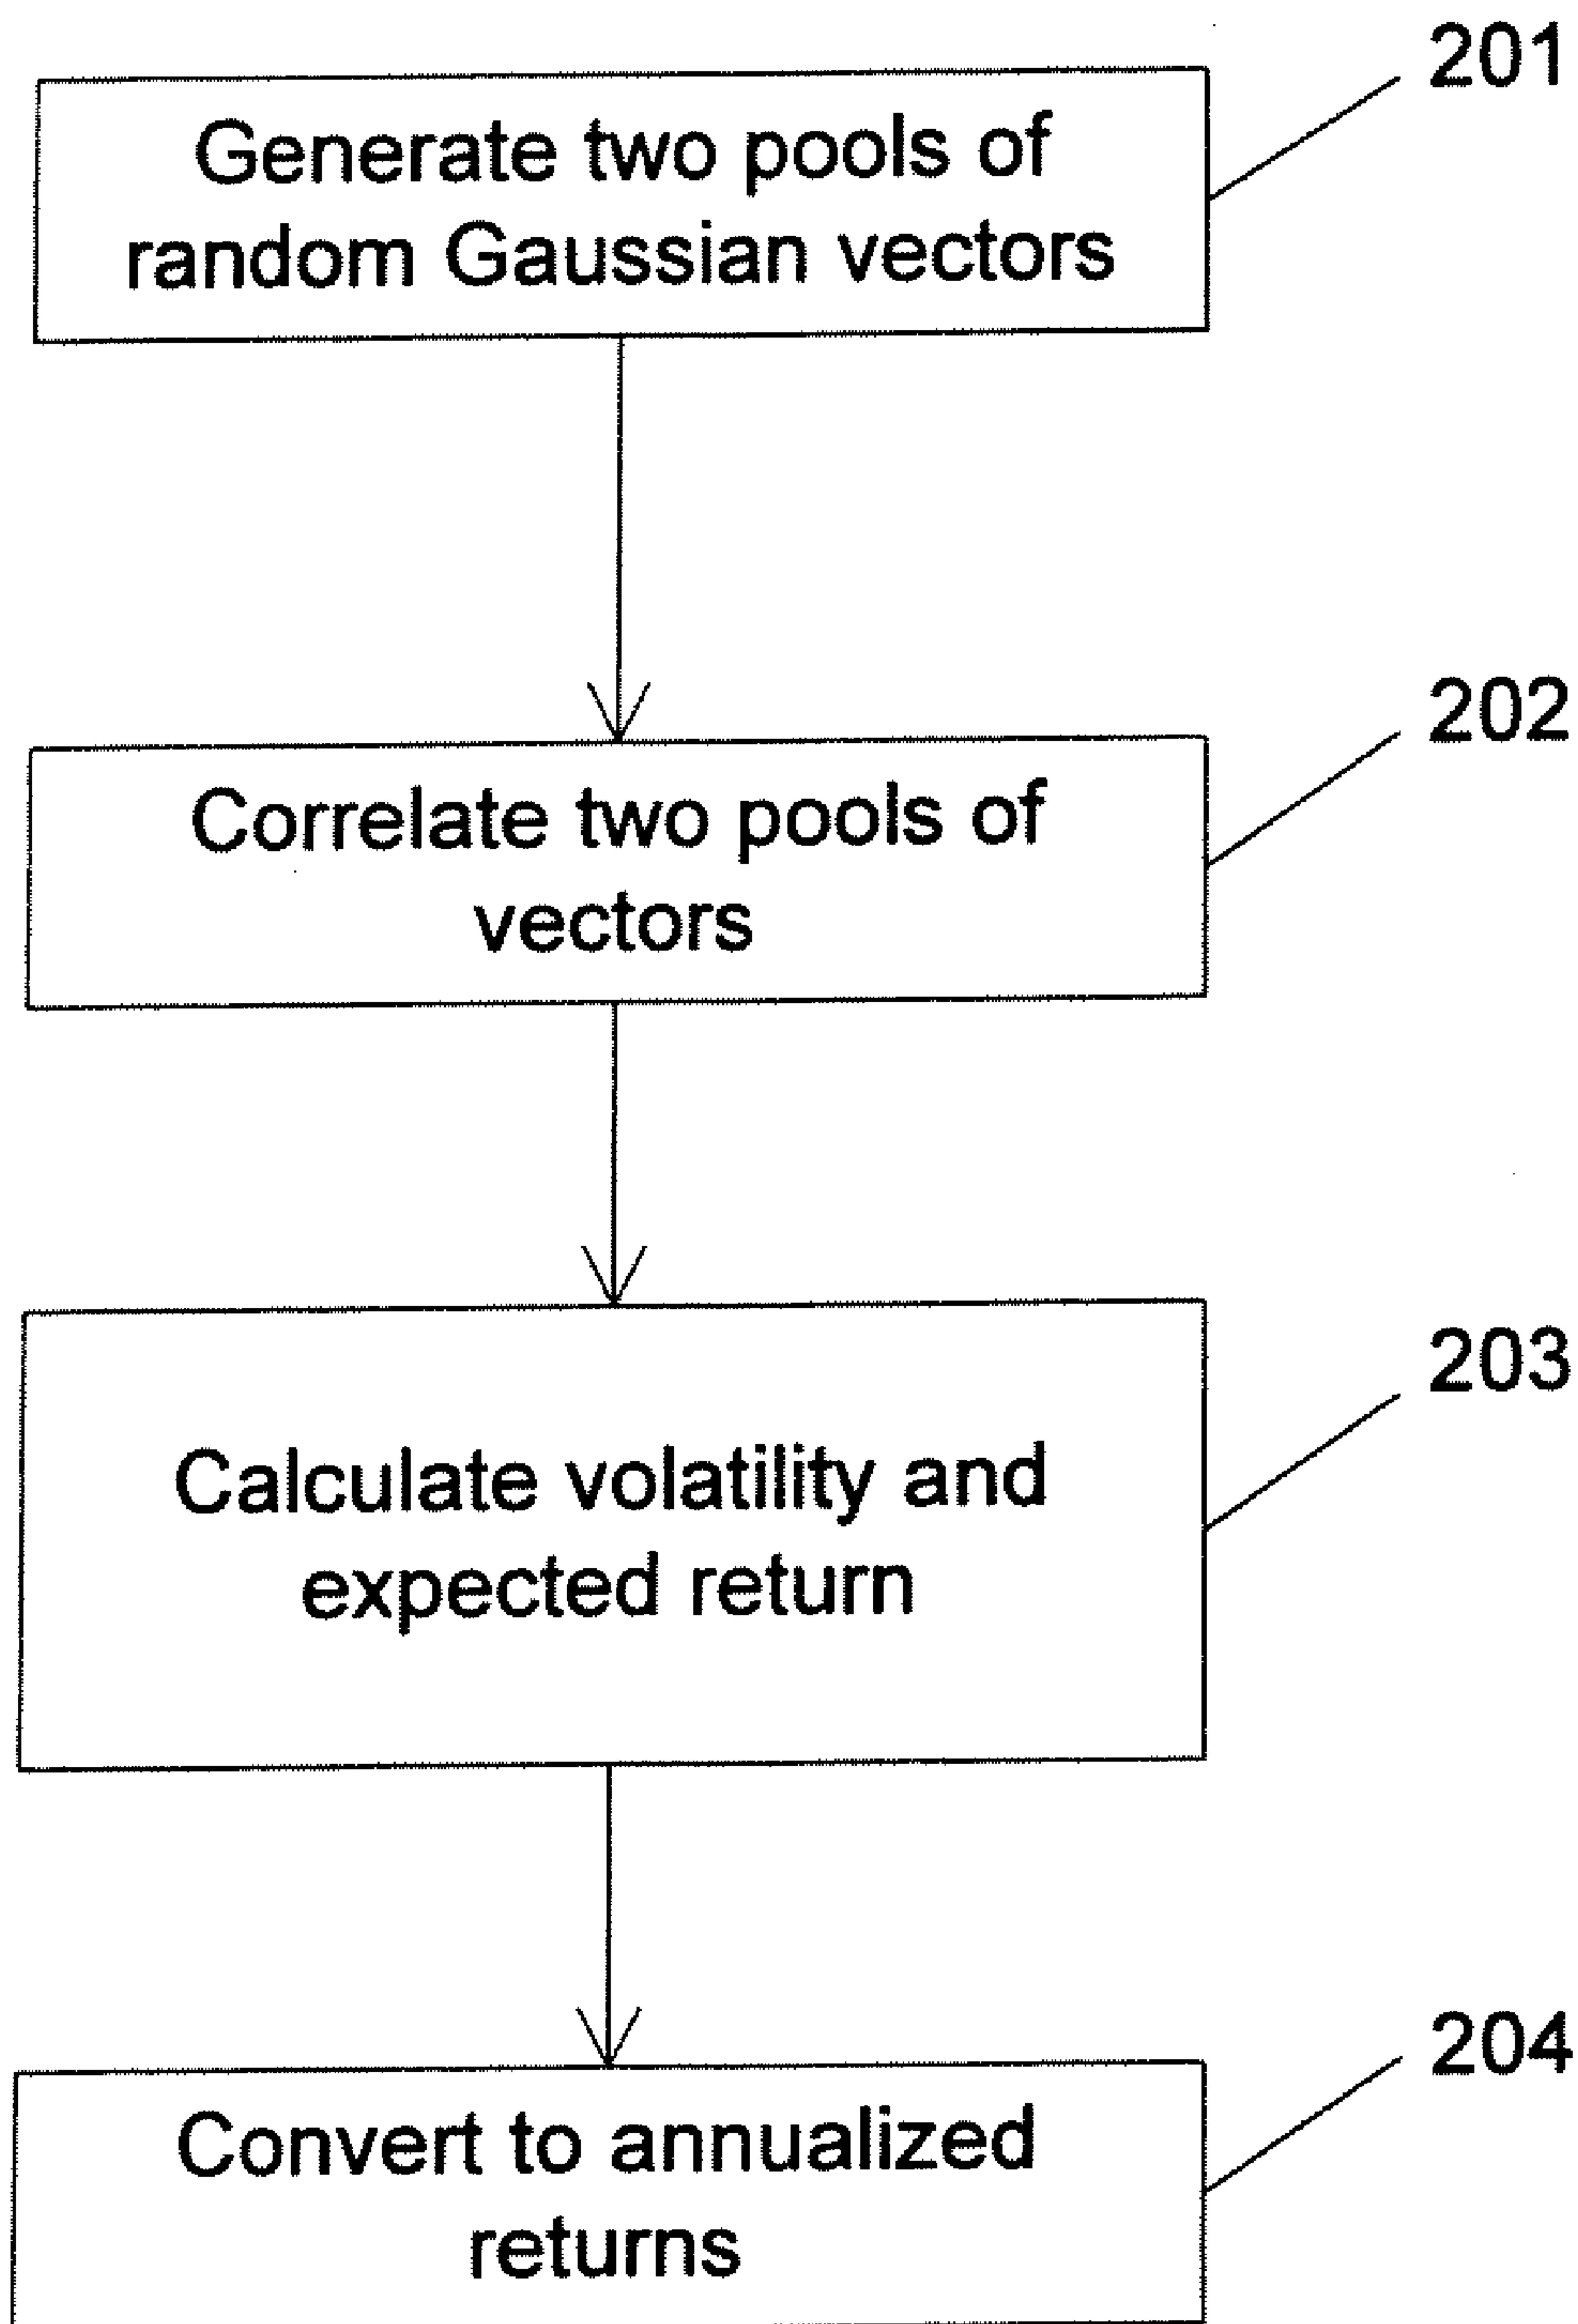 201
Generate two pools of
random Gaussian vectors
202
Correlate two pools of
vectors
203
Calculate volatility and
expected return
204
Convert to annualized
returns